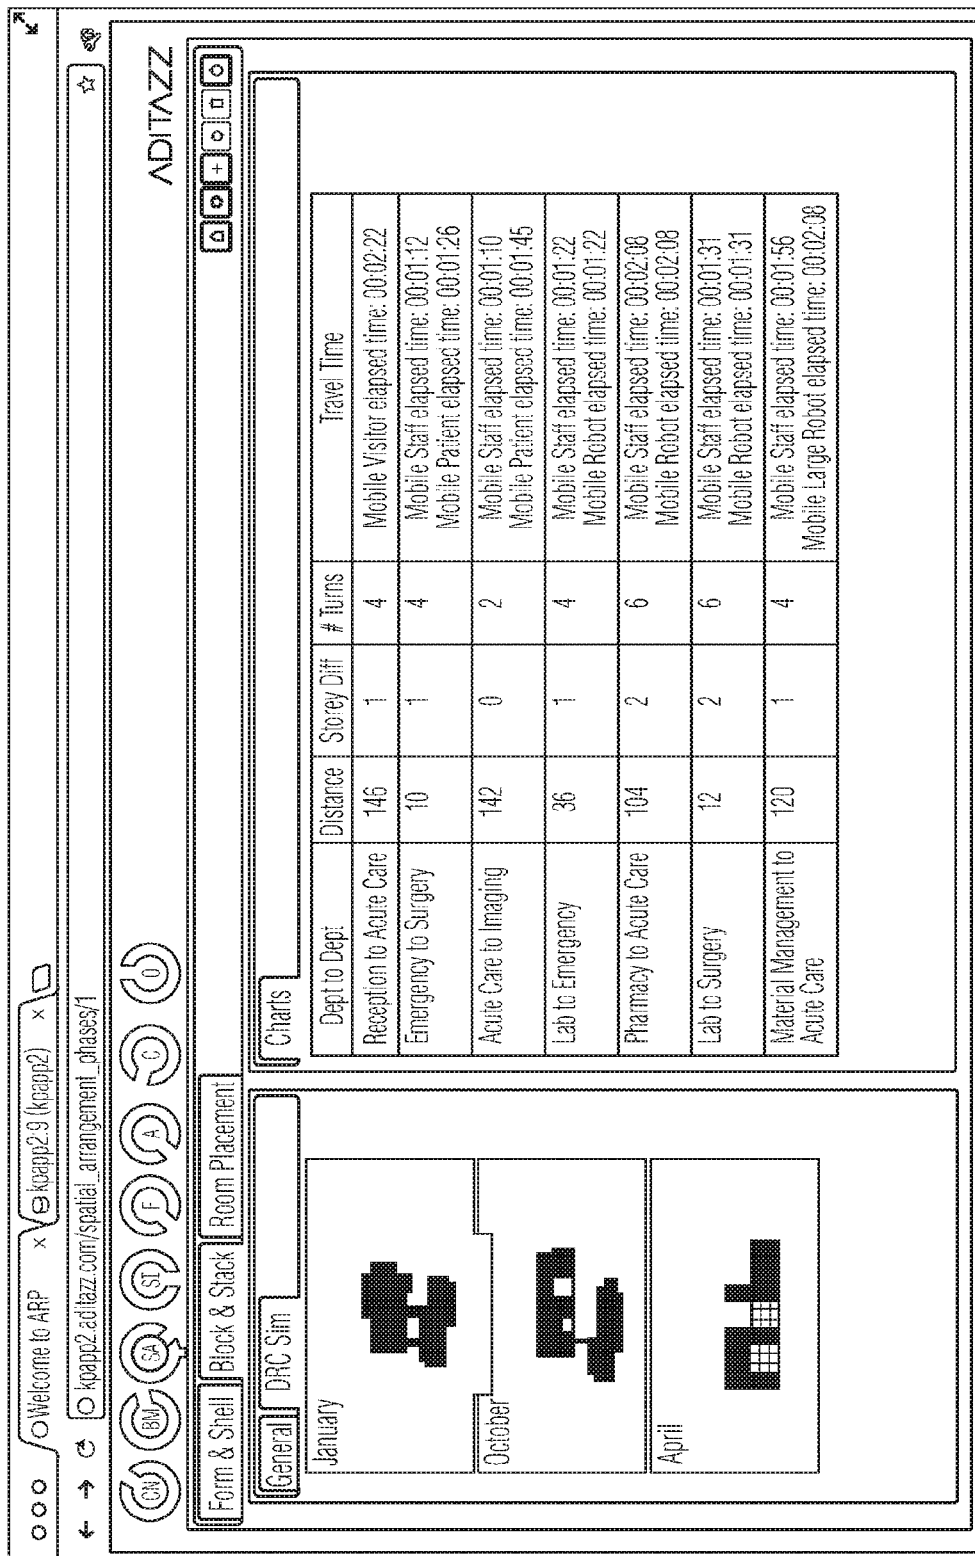 Welcome to ARP x kpapp2:9 (kpapp2) x
kpapp2.aditazz.com/spatial_arrangement_phases/1
CN BM SA ST F A C O
ADITAZZ
Form & Shell Block & Stack Room Placement
General DRC Sim
January
October
April
Charts
Dept to Dept Distance Storey Diff # Turns Travel Time
Reception to Acute Care 146 1 4 Mobile Visitor elapsed time: 00:02:22
Emergency to Surgery 10 1 4 Mobile Staff elapsed time: 00:01:12
Mobile Patient elapsed time: 00:01:26
Acute Care to Imaging 142 0 2 Mobile Staff elapsed time: 00:01:10
Mobile Patient elapsed time: 00:01:45
Lab to Emergency 36 1 4 Mobile Staff elapsed time: 00:01:22
Mobile Robot elapsed time: 00:01:22
Pharmacy to Acute Care 104 2 6 Mobile Staff elapsed time: 00:02:08
Mobile Robot elapsed time: 00:02:08
Lab to Surgery 12 2 6 Mobile Staff elapsed time: 00:01:31
Mobile Robot elapsed time: 00:01:31
Material Management to 120 1 4 Mobile Staff elapsed time: 00:01:56
Acute Care Mobile Large Robot elapsed time: 00:02:08